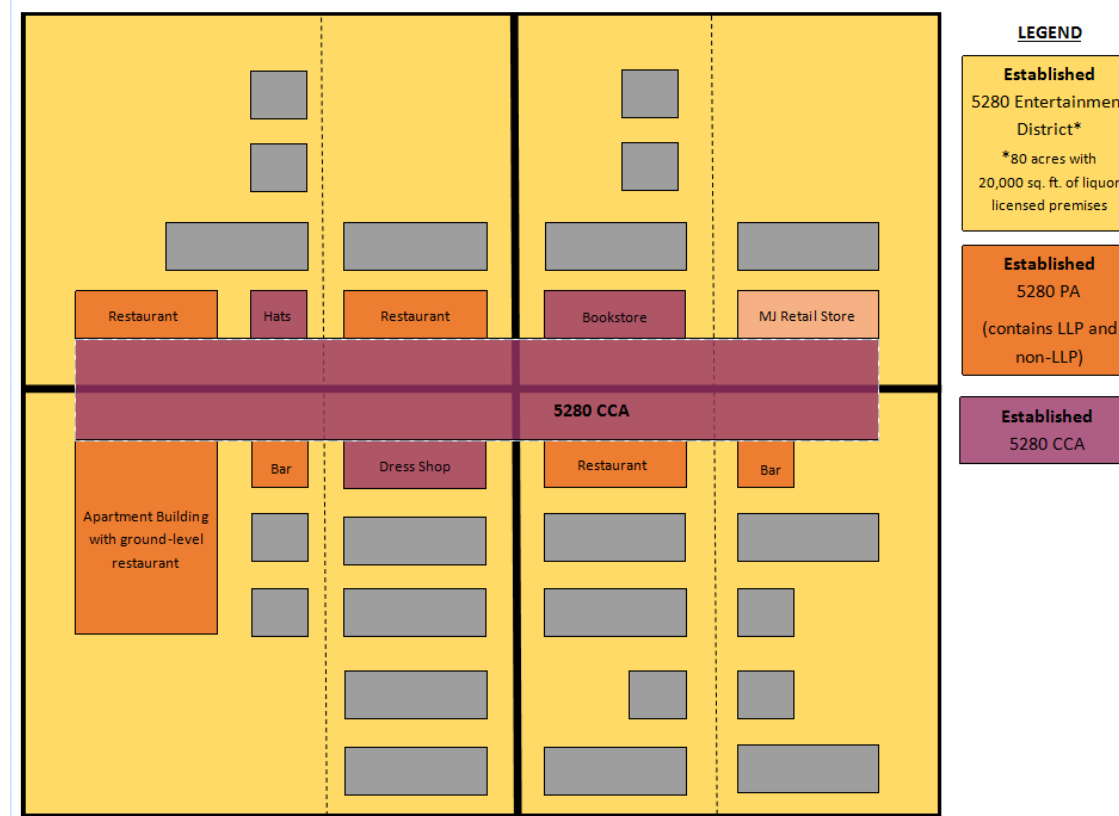 LEGEND
Established
5280 Entertainmen
District*
*80 acres with
20,000 sq. ft. of liquor
licensed premises
Established
5280 PA
(contains LLP and
non-LLP)
Established
5280 CCA
Restaurant
Hats
Restaurant
Bookstore
MJ Retail Store
5280 CCA
Apartment Building
with ground-level
restaurant
Bar
Dress Shop
Restaurant
Bar